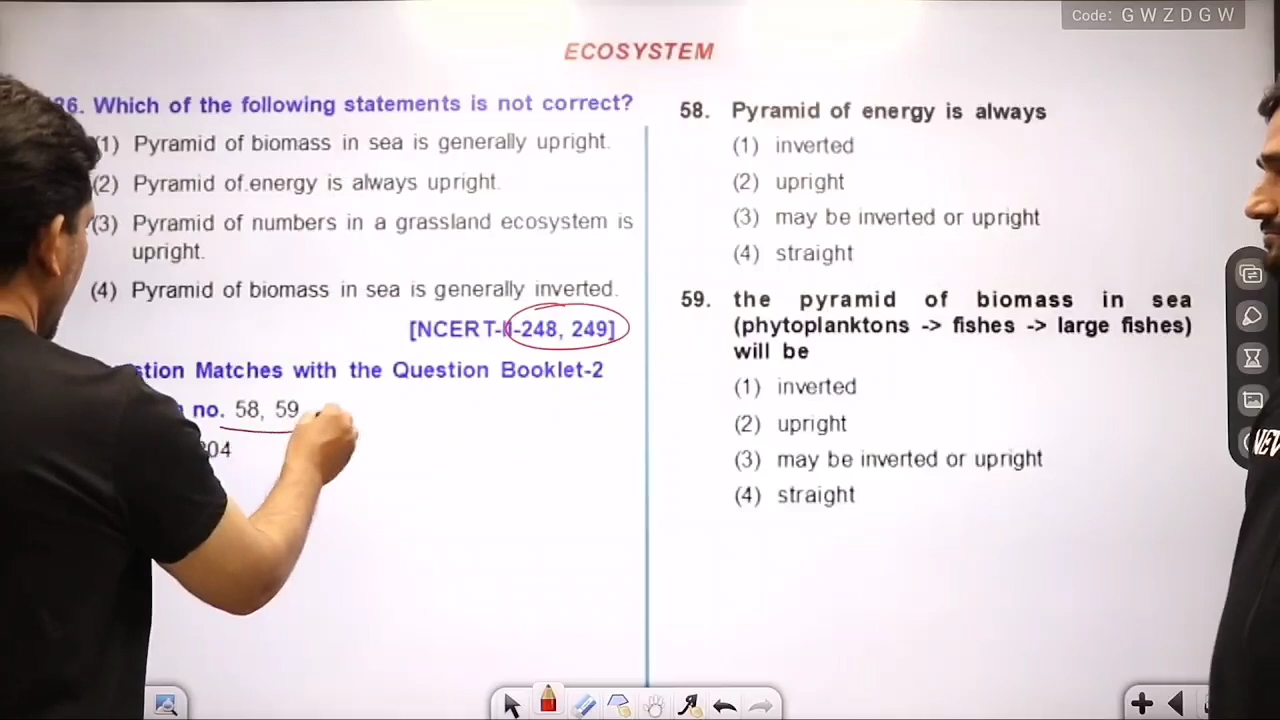 Code: G W Z D G W
ECOSYSTEM
36. Which of the following statements is not correct?
(1) Pyramid of biomass in sea is generally upright.
(2) Pyramid of energy is always upright.
(3) Pyramid of numbers in a grassland ecosystem is
upright.
(4) Pyramid of biomass in sea is generally inverted.
[NCERT-II-248, 249]
stion Matches with the Question Booklet-2
no. 58, 59
204
58. Pyramid of energy is always
(1) inverted
(2) upright
(3) may be inverted or upright
(4) straight
59. the pyramid of biomass in sea
(phytoplanktons -> fishes -> large fishes)
will be
(1) inverted
(2) upright
(3) may be inverted or upright
(4) straight